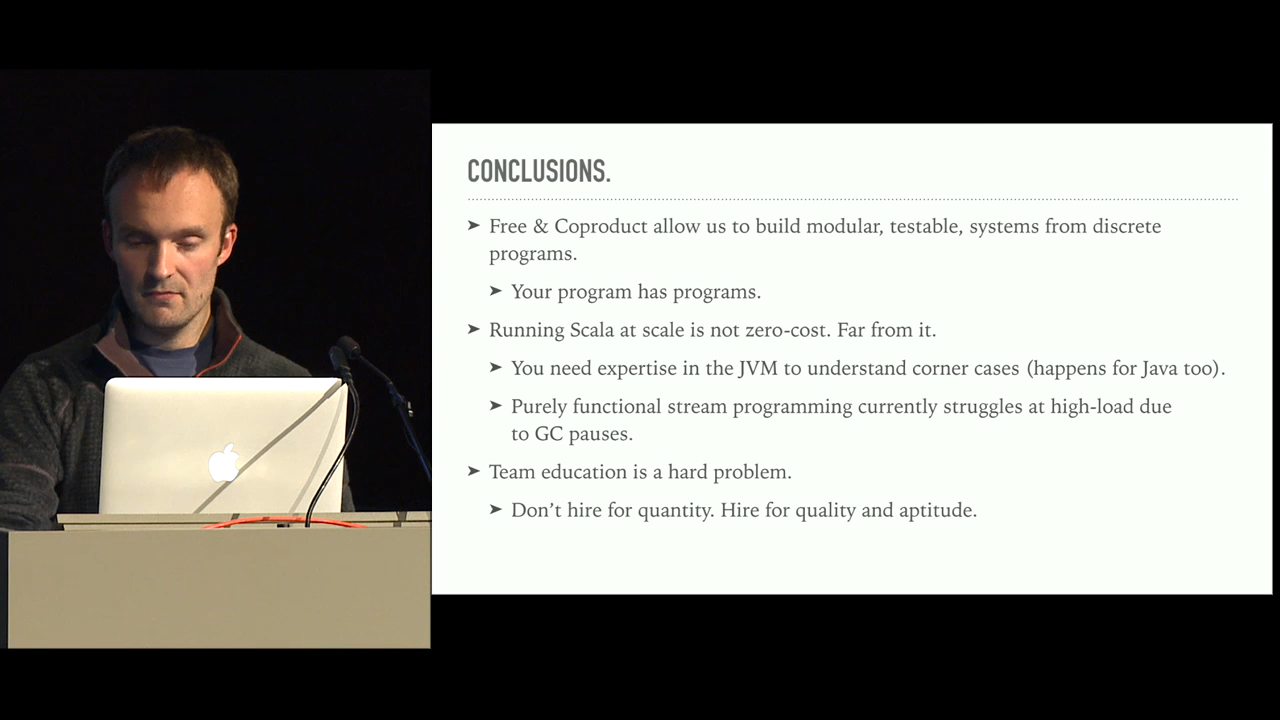 CONCLUSIONS.
➤ Free & Coproduct allow us to build modular, testable, systems from discrete
programs.
➤ Your program has programs.
➤ Running Scala at scale is not zero-cost. Far from it.
➤ You need expertise in the JVM to understand corner cases (happens for Java too).
➤ Purely functional stream programming currently struggles at high-load due
to GC pauses.
➤ Team education is a hard problem.
➤ Don’t hire for quantity. Hire for quality and aptitude.